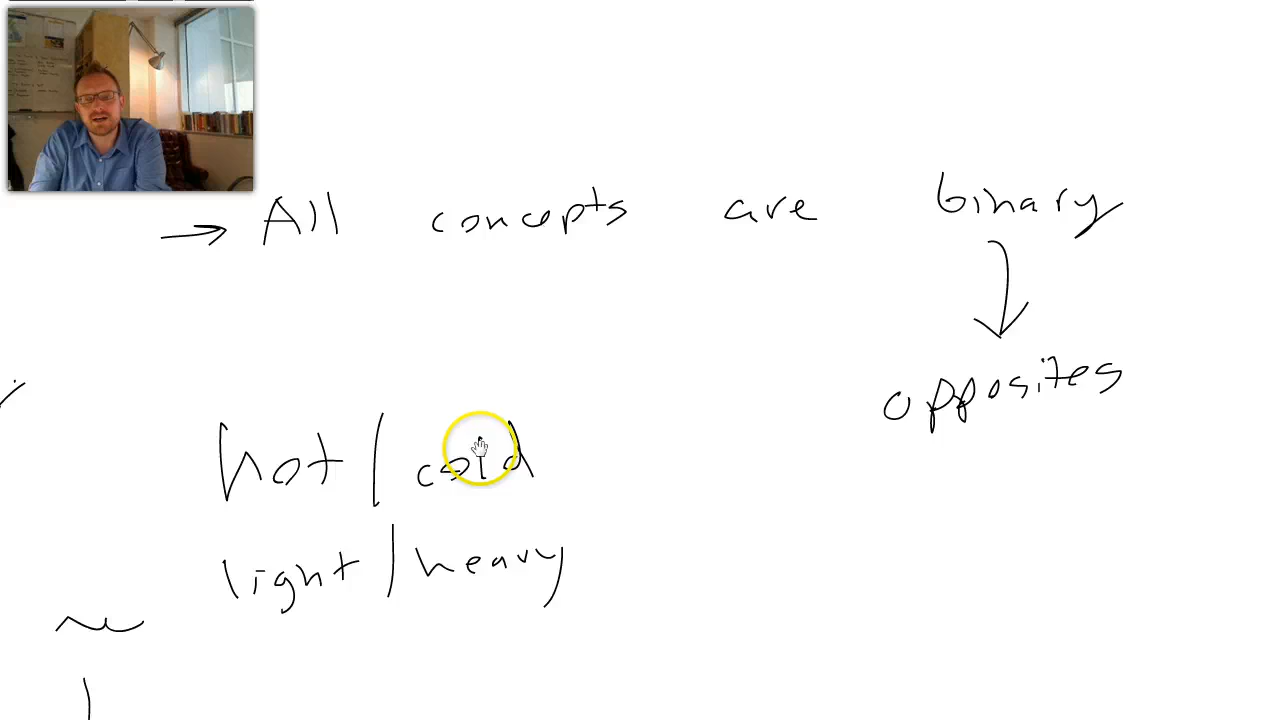 → All concepts are binary
opposites
hot/cold
light/heavy